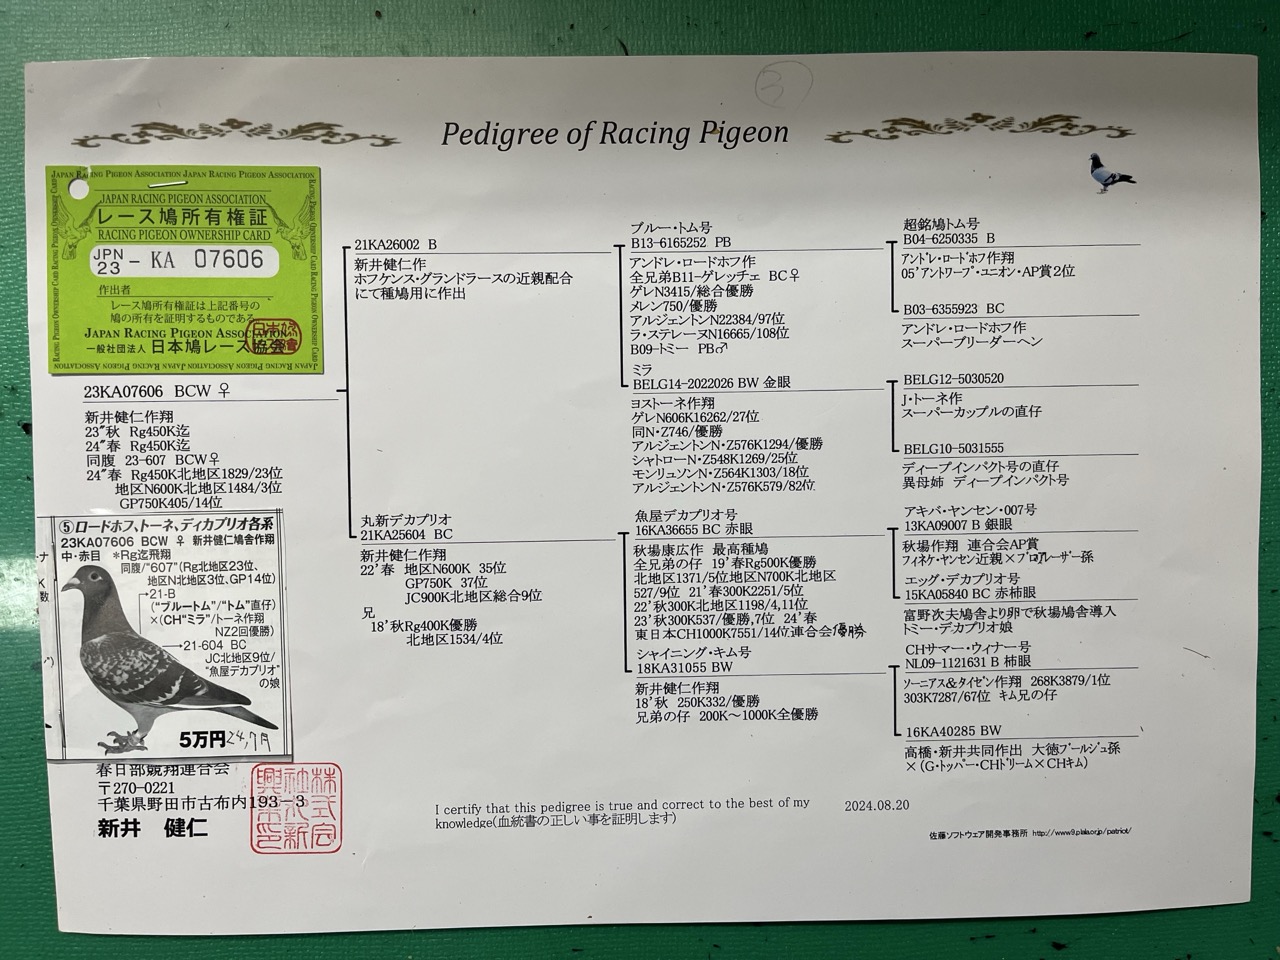 Pedigree of Racing Pigeon
JAPAN RACING PIGEON ASSOCIATION
レース鳩所有権証
RACING PIGEON OWNERSHIP CARD
JPN 23 - KA 07606
作出者
レース鳩所有権証は上記番号の
鳩の所有を証明するものである
JAPAN RACING PIGEON ASSOCIATION
一般社団法人 日本鳩レース協会
23KA07606 BCW ♀
新井健仁作翔
23"秋 Rg450K迄
24"春 Rg450K迄
同腹 23-607 BCW♀
24"春 Rg450K北地区1829/23位
地区N600K北地区1484/3位
GP750K405/14位
⑤ロードホフ、トーネ、ディカプリオ各系
23KA07606 BCW ♀ 新井健仁鳩舎作翔
中・赤目 *Rg迄飛翔
同腹/"607"(Rg北地区23位、
地区N北地区3位、GP14位)
→21-B
("ブルートム"/"トム"直仔)
×(CH"ミラ"/トーネ作翔
NZ2回優勝)
→21-604 BC
JC北地区9位/
"魚屋デカプリオ"
の娘
5万円 24,7月
春日部競翔連合会
〒270-0221
千葉県野田市古布内193-3
新井 健仁
21KA26002 B
新井健仁作
ホフケンス・グランドラースの近親配合
にて種鳩用に作出
丸新デカプリオ
21KA25604 BC
新井健仁作翔
22'春 地区N600K 35位
GP750K 37位
JC900K北地区総合9位
兄
18'秋Rg400K優勝
北地区1534/4位
ブルー・トム号
B13-6165252 PB
アンドレ・ロードホフ作
全兄弟B11-ゲレッチェ BC♀
ゲレN3415/総合優勝
メレン750/優勝
アルジェントンN22384/97位
ラ・ステレーヌN16665/108位
B09-トミー PB♂
ミラ
BELG14-2022026 BW 金眼
ヨストーネ作翔
ゲレN606K16262/27位
同N・Z746/優勝
アルジェントンN・Z576K1294/優勝
シャトローN・Z548K1269/25位
モンリュソンN・Z564K1303/18位
アルジェントンN・Z576K579/82位
魚屋デカプリオ号
16KA36655 BC 赤眼
秋場康広作 最高種鳩
全兄弟の仔 19'春Rg500K優勝
北地区1371/5位地区N700K北地区
527/9位 21'春300K2251/5位
22'秋300K北地区1198/4,11位
23'秋300K537/優勝,7位 24'春
東日本CH1000K7551/14位連合会優勝
シャイニング・キム号
18KA31055 BW
新井健仁作翔
18'秋 250K332/優勝
兄弟の仔 200K～1000K全優勝
超銘鳩トム号
B04-6250335 B
アンドレ・ロードホフ作翔
05'アントワープ・ユニオン・AP賞2位
B03-6355923 BC
アンドレ・ロードホフ作
スーパーブリーダーヘン
BELG12-5030520
J・トーネ作
スーパーカップルの直仔
BELG10-5031555
ディープインパクト号の直仔
異母姉 ディープインパクト号
アキバ・ヤンセン・007号
13KA09007 B 銀眼
秋場作翔 連合会AP賞
フィネケ・ヤンセン近親×ブロアルーザー孫
エッグ・デカプリオ号
15KA05840 BC 赤柿眼
富野次夫鳩舎より卵で秋場鳩舎導入
トミー・デカプリオ娘
CHサマー・ウィナー号
NL09-1121631 B 柿眼
ソーニアス&タイゼン作翔 268K3879/1位
303K7287/67位 キム兄の仔
16KA40285 BW
高橋・新井共同作出 大徳ブールジュ孫
×(G・トッパー・CHドリーム×CHキム)
I certify that this pedigree is true and correct to the best of my
knowledge(血統書の正しい事を証明します)
2024.08.20
佐藤ソフトウェア開発事務所 http://www9.plala.or.jp/patriot/